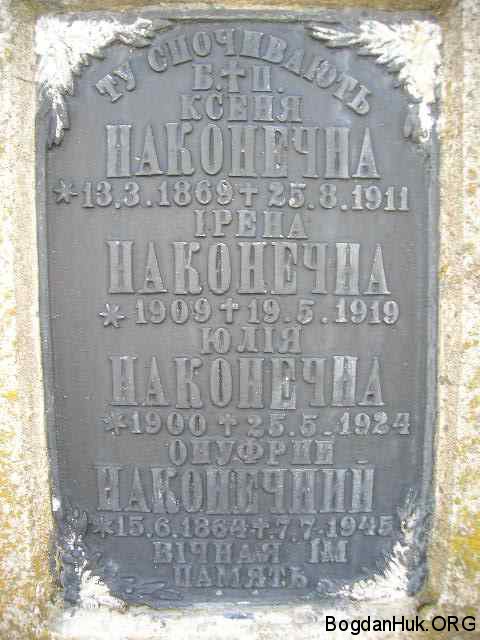 ТУ СПОЧИВАЮТЬ
Б.✝П.
КСЕНЯ
НАКОНЕЧНА
*13.3.1869✝25.8.1911
ІРЕНА
НАКОНЕЧНА
*1909✝19.5.1919
ЮЛІЯ
НАКОНЕЧНА
*1900✝25.5.1924
ОНУФРИЙ
НАКОНЕЧНИЙ
*15.6.1864✝7.7.1945
ВІЧНАЯ ІМ
ПАМЯТЬ
BogdanHuk.ORG